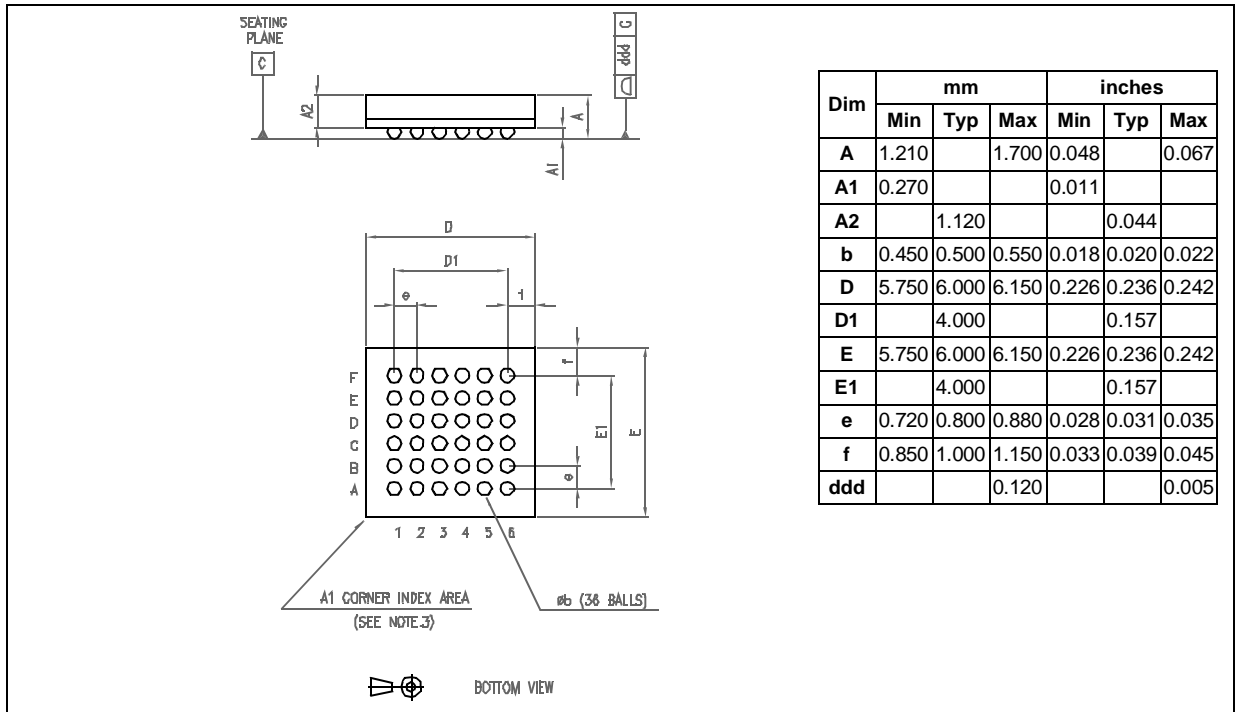 SEATING
PLANE
C
A2
A
A1
ddd
C
D
D1
e
f
f
F
E
D
C
B
A
E1
E
e
1 2 3 4 5 6
A1 CORNER INDEX AREA
(SEE NOTE.3)
øb (36 BALLS)
BOTTOM VIEW
Dim mm inches
Min Typ Max Min Typ Max
A 1.210 1.700 0.048 0.067
A1 0.270 0.011
A2 1.120 0.044
b 0.450 0.500 0.550 0.018 0.020 0.022
D 5.750 6.000 6.150 0.226 0.236 0.242
D1 4.000 0.157
E 5.750 6.000 6.150 0.226 0.236 0.242
E1 4.000 0.157
e 0.720 0.800 0.880 0.028 0.031 0.035
f 0.850 1.000 1.150 0.033 0.039 0.045
ddd 0.120 0.005